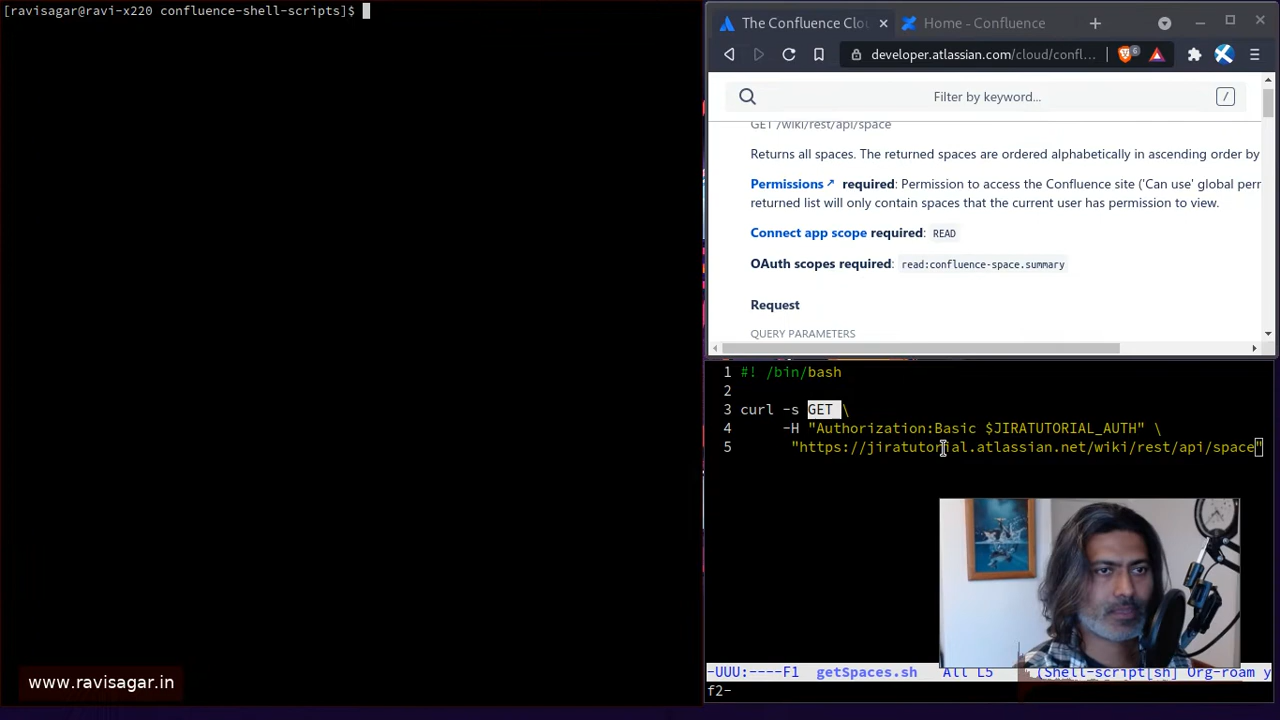 [ravisagar@ravi-x220 confluence-shell-scripts]$
The Confluence Clou
Home - Confluence
developer.atlassian.com/cloud/confl...
6
Filter by keyword...
/
GET /wiki/rest/api/space
Returns all spaces. The returned spaces are ordered alphabetically in ascending order by
Permissions ↗ required: Permission to access the Confluence site ('Can use' global perr
returned list will only contain spaces that the current user has permission to view.
Connect app scope required: READ
OAuth scopes required: read:confluence-space.summary
Request
QUERY PARAMETERS
1 #! /bin/bash
2
3 curl -s GET \
4 -H "Authorization:Basic $JIRATUTORIAL_AUTH" \
5 "https://jiratutorial.atlassian.net/wiki/rest/api/space"
-UUU:----F1 getSpaces.sh All L5 (Shell-script[sh] Org-roam y
f2-
www.ravisagar.in